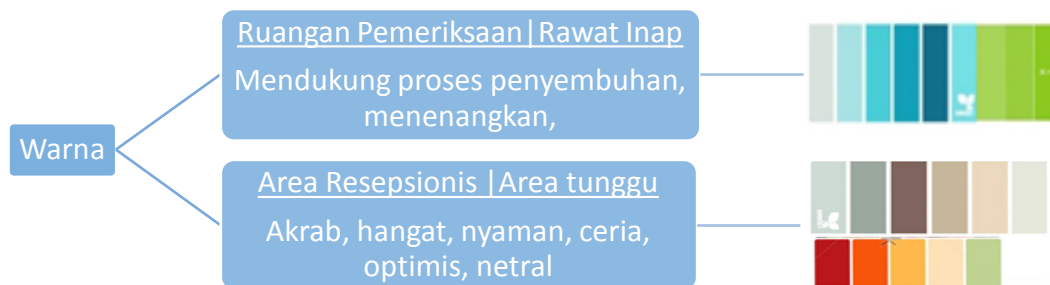 Ruangan Pemeriksaan|Rawat Inap
Mendukung proses penyembuhan,
menenangkan,
Warna
Area Resepsionis |Area tunggu
Akrab, hangat, nyaman, ceria,
optimis, netral